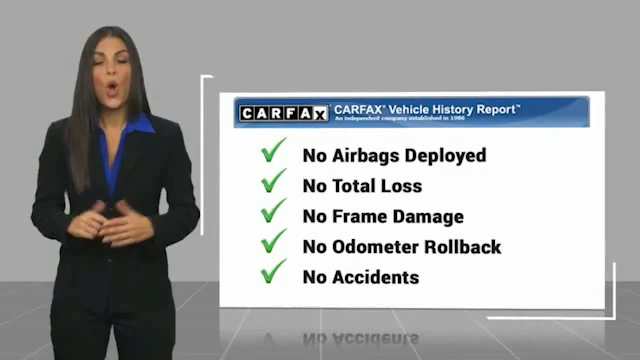 CARFAX CARFAX® Vehicle History Report™
An independent company established in 1986
No Airbags Deployed
No Total Loss
No Frame Damage
No Odometer Rollback
No Accidents